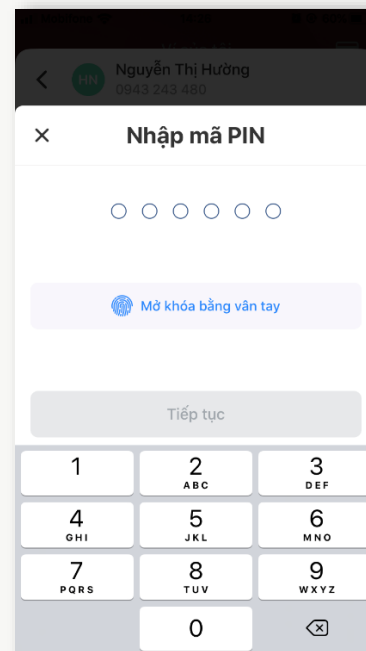 Nguyễn Thị Hường
HN
0943 243 480
Nhập mã PIN
Mở khóa bằng vân tay
Tiếp tục
1
2
ABC
3
DEF
4
GHI
5
JKL
6
MNO
7
PQRS
8
TUV
9
WXYZ
0